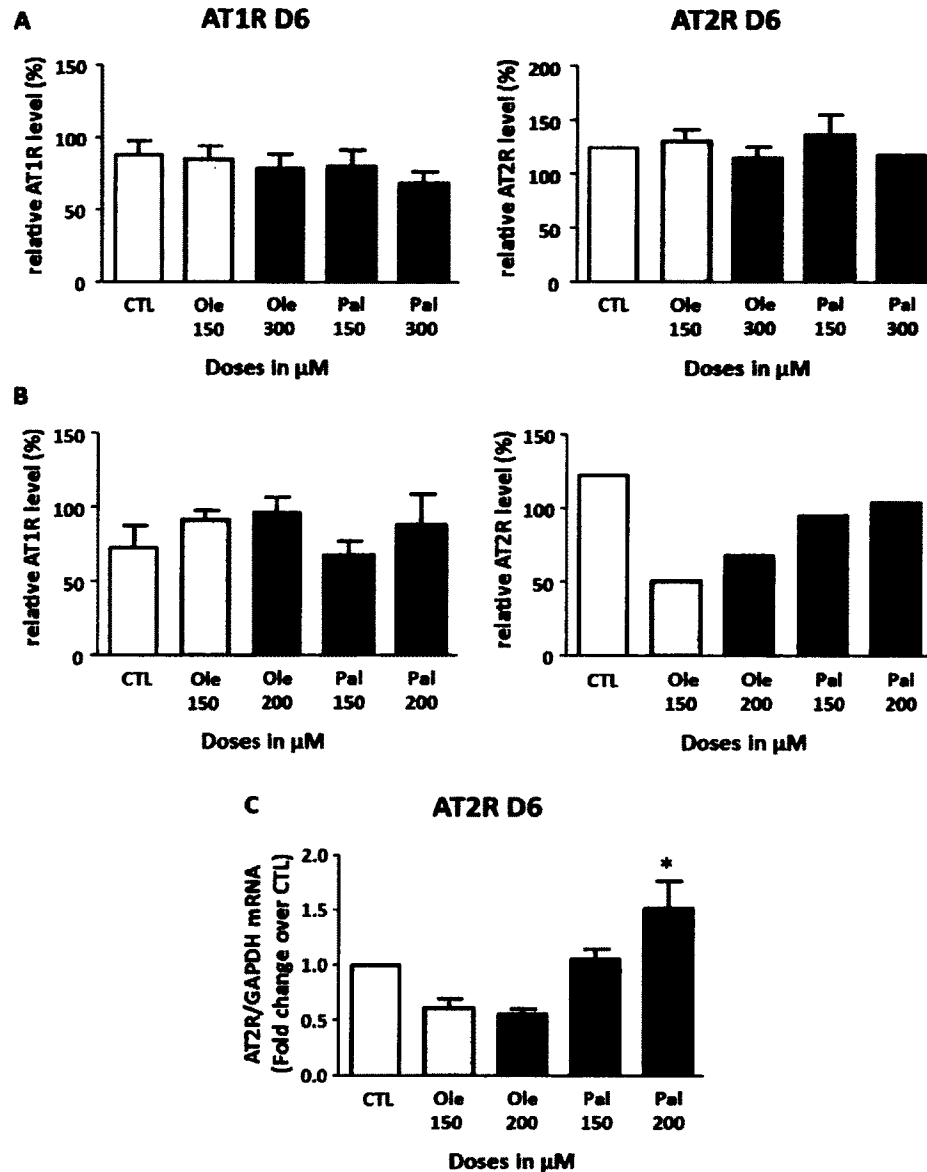 A
AT1R D6
relative AT1R level (%)
150
100
50
0
CTL
Ole 150
Ole 300
Pal 150
Pal 300
Doses in μM
AT2R D6
relative AT2R level (%)
200
150
100
50
0
CTL
Ole 150
Ole 300
Pal 150
Pal 300
Doses in μM
B
relative AT1R level (%)
150
100
50
0
CTL
Ole 150
Ole 200
Pal 150
Pal 200
Doses in μM
relative AT2R level (%)
150
100
50
0
CTL
Ole 150
Ole 200
Pal 150
Pal 200
Doses in μM
C
AT2R D6
AT2R/GAPDH mRNA
(Fold change over CTL)
2.0
1.5
1.0
0.5
0.0
*
CTL
Ole 150
Ole 200
Pal 150
Pal 200
Doses in μM